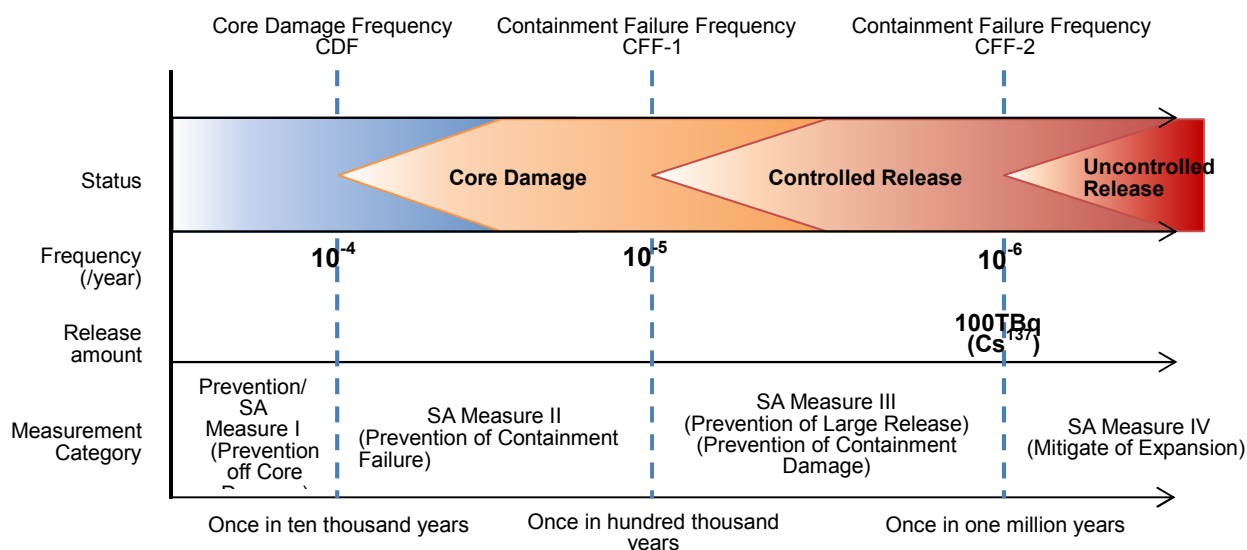 Core Damage Frequency
CDF
Containment Failure Frequency
CFF-1
Containment Failure Frequency
CFF-2
Status
Core Damage
Controlled Release
Uncontrolled
Release
Frequency
(/year)
10⁻⁴
10⁻⁵
10⁻⁶
Release
amount
100TBq
(Cs¹³⁷)
Measurement
Category
Prevention/
SA
Measure I
(Prevention
off Core
SA Measure II
(Prevention of Containment
Failure)
SA Measure III
(Prevention of Large Release)
(Prevention of Containment
Damage)
SA Measure IV
(Mitigate of Expansion)
Once in ten thousand years
Once in hundred thousand
years
Once in one million years